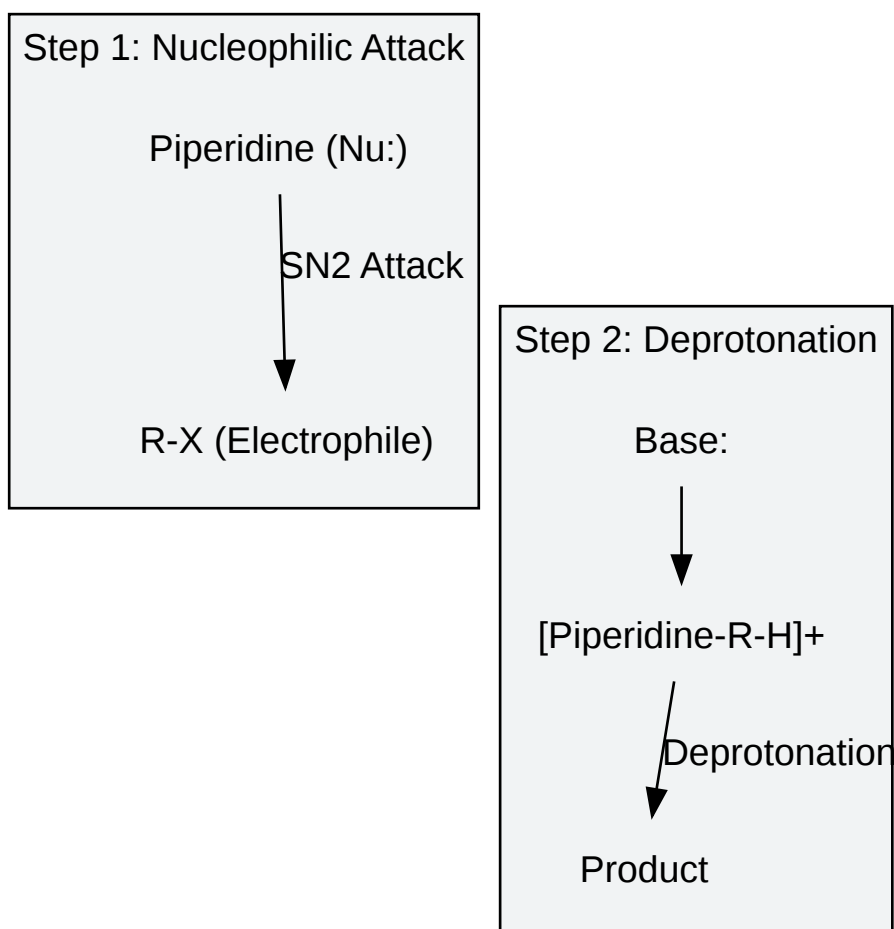 Step 1: Nucleophilic Attack
Piperidine (Nu:)
SN2 Attack
R-X (Electrophile)
Step 2: Deprotonation
Base:
[Piperidine-R-H]+
Deprotonation
Product